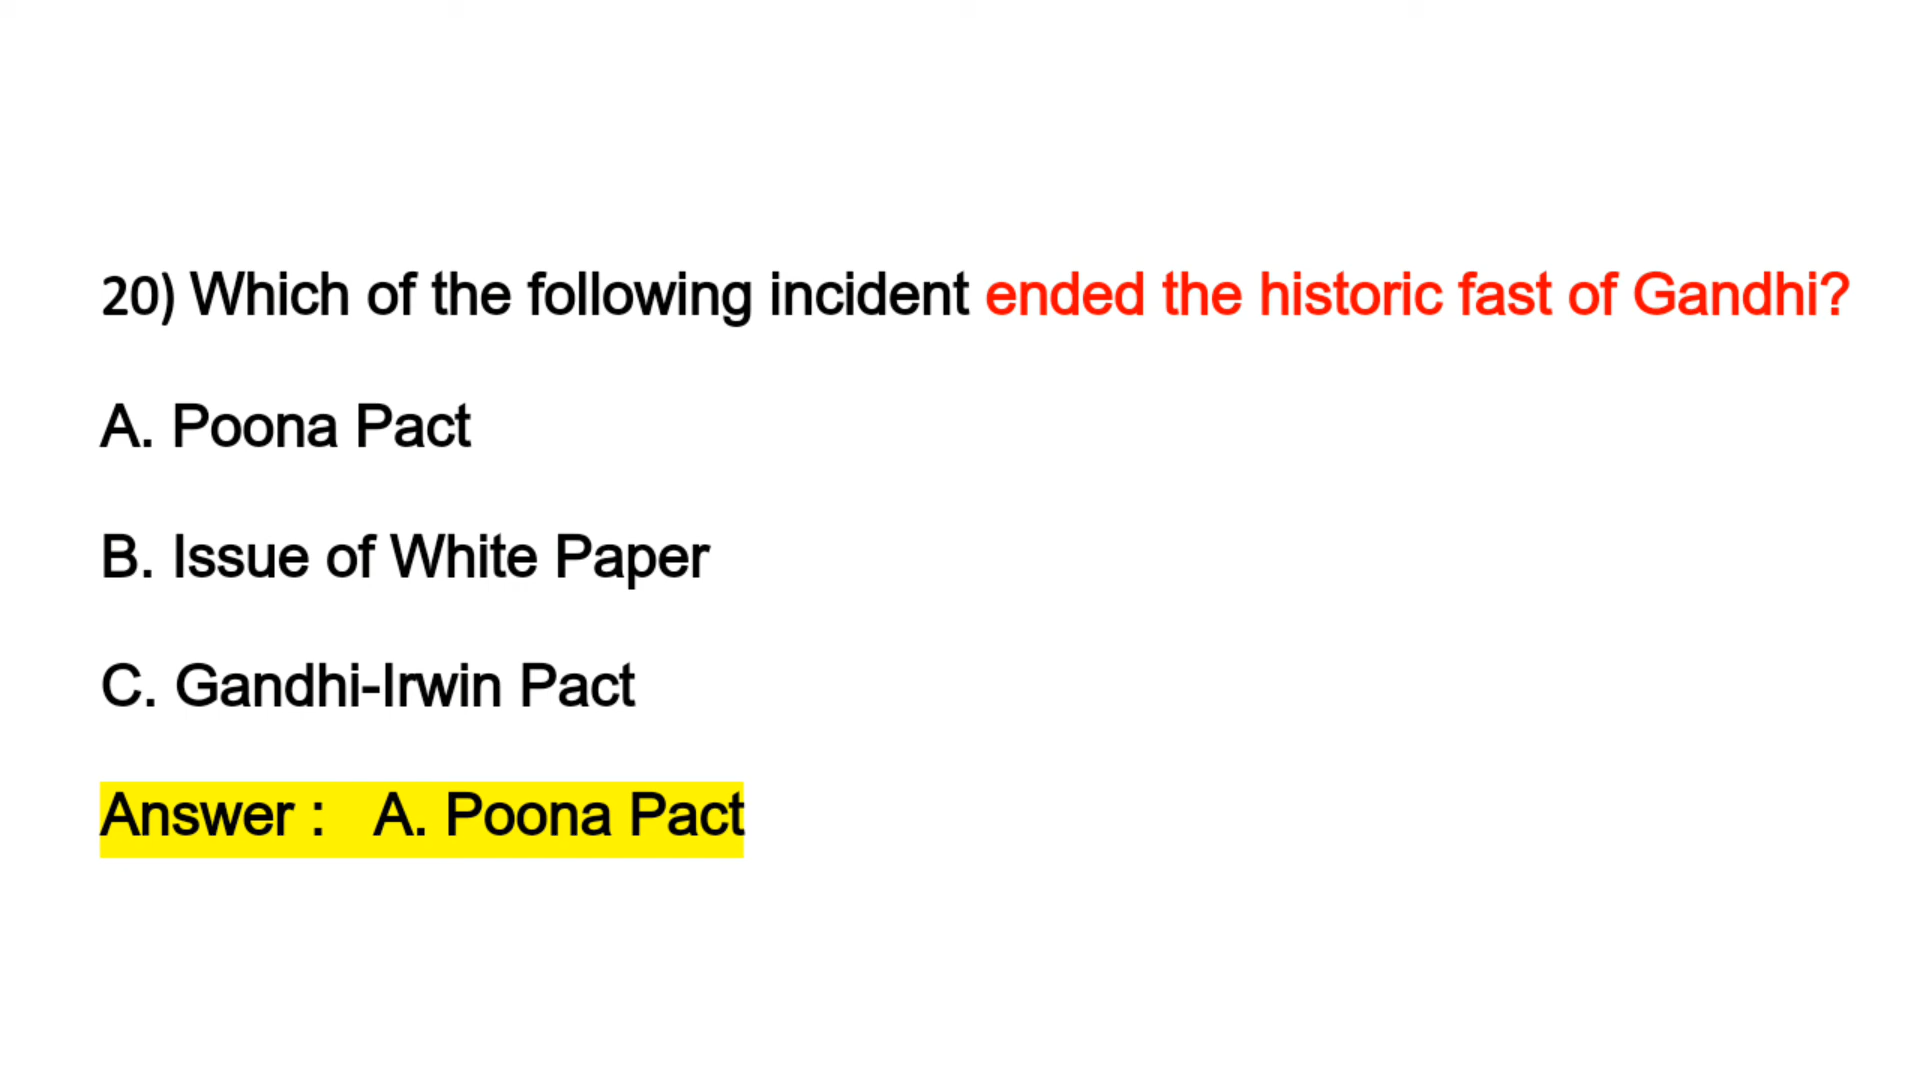 20) Which of the following incident ended the historic fast of Gandhi?
A. Poona Pact
B. Issue of White Paper
C. Gandhi-Irwin Pact
Answer : A. Poona Pact